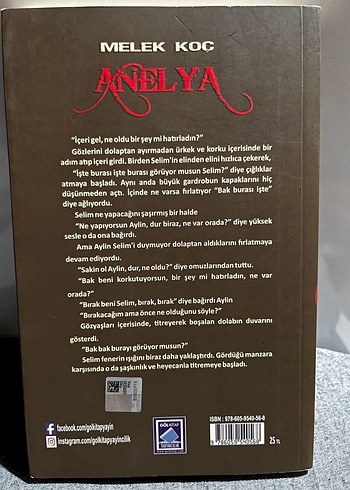 MELEK KOÇ
ANELYA
"İçeri gel, ne oldu bir şey mi hatırladın?"
Gözlerini dolaptan ayırmadan ürkek ve korku içerisinde bir
adım atıp içeri girdi. Birden Selim'in elinden elini hızlıca çekerek,
"İşte burası işte burası görüyor musun Selim?" diye çığlıklar
atmaya başladı. Aynı anda büyük gardrobun kapaklarını hiç
düşünmeden açtı. İçinde ne varsa fırlatıyor "Bak burası işte"
diye ağlıyordu.
Selim ne yapacağını şaşırmış bir halde
"Ne yapıyorsun Aylin, dur biraz, ne var orada?" diye yüksek
sesle o da ona bağırdı.
Ama Aylin Selim'i duymuyor dolaptan aldıklarını fırlatmaya
devam ediyordu.
"Sakin ol Aylin, dur, ne oldu?" diye omuzlarından tuttu.
"Bak beni korkutuyorsun, bir şey mi hatırladın, ne var
orada?"
"Bırak beni Selim, bırak, bırak" diye bağırdı Aylin
"Bırakacağım ama önce ne olduğunu söyle?"
Gözyaşları içerisinde, titreyerek boşalan dolabın duvarını
gösterdi.
"Bak bak burayı görüyor musun?"
Selim fenerin ışığını biraz daha yaklaştırdı. Gördüğü manzara
karşısında o da şaşkınlık ve heyecanla titremeye başladı.
facebook.com/golkitapyayin
instagram.com/golkitapyayincilik
GÖL KİTAP
YAYINCILIK
ISBN : 978-605-9540-56-8
9 786059 540568
25 TL